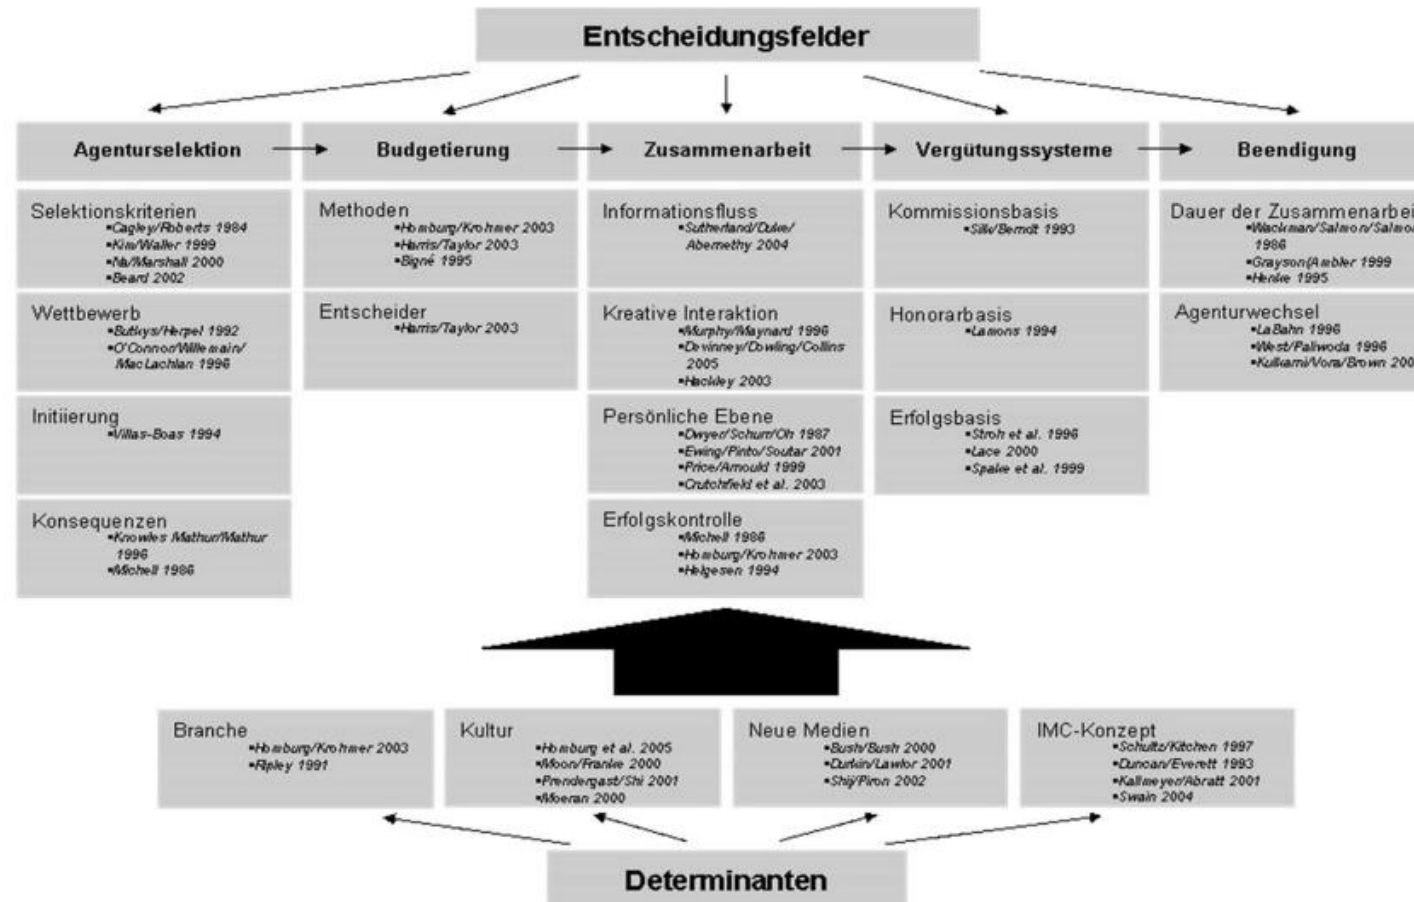 Entscheidungsfelder
Agenturselektion
Budgetierung
Zusammenarbeit
Vergütungssysteme
Beendigung
Selektionskriterien
▪Cagley/Roberts 1984
▪Kim/Waller 1999
▪Na/Marshall 2000
▪Beard 2002
Wettbewerb
▪Butkys/Herpel 1992
▪O'Connor/Willemain/
MacLachlan 1996
Initiierung
▪Villas-Boas 1994
Konsequenzen
▪Knowles Mathur/Mathur
1996
▪Michell 1986
Methoden
▪Homburg/Krohmer 2003
▪Harris/Taylor 2003
▪Bigné 1995
Entscheider
▪Harris/Taylor 2003
Informationsfluss
▪Sutherland/Duke/
Abernethy 2004
Kreative Interaktion
▪Murphy/Maynard 1996
▪Devinney/Dowling/Collins
2005
▪Hackley 2003
Persönliche Ebene
▪Dwyer/Schurr/Oh 1987
▪Ewing/Pinto/Soutar 2001
▪Price/Arnould 1999
▪Crutchfield et al. 2003
Erfolgskontrolle
▪Michell 1986
▪Homburg/Krohmer 2003
▪Helgesen 1994
Kommissionsbasis
▪Silk/Berndt 1993
Honorarbasis
▪Lamons 1994
Erfolgsbasis
▪Stroh et al. 1996
▪Lace 2000
▪Spake et al. 1999
Dauer der Zusammenarbei
▪Wackman/Salmon/Salmo
1986
▪Grayson(Ambler 1999
▪Henke 1995
Agenturwechsel
▪LaBahn 1996
▪West/Paliwoda 1996
▪Kulkarni/Vora/Brown 200
Branche
▪Homburg/Krohmer 2003
▪Ripley 1991
Kultur
▪Homburg et al. 2005
▪Moon/Franke 2000
▪Prendergast/Shi 2001
▪Moeran 2000
Neue Medien
▪Bush/Bush 2000
▪Durkin/Lawlor 2001
▪Shij/Piron 2002
IMC-Konzept
▪Schultz/Kitchen 1997
▪Duncan/Everett 1993
▪Kallmeyer/Abratt 2001
▪Swain 2004
Determinanten